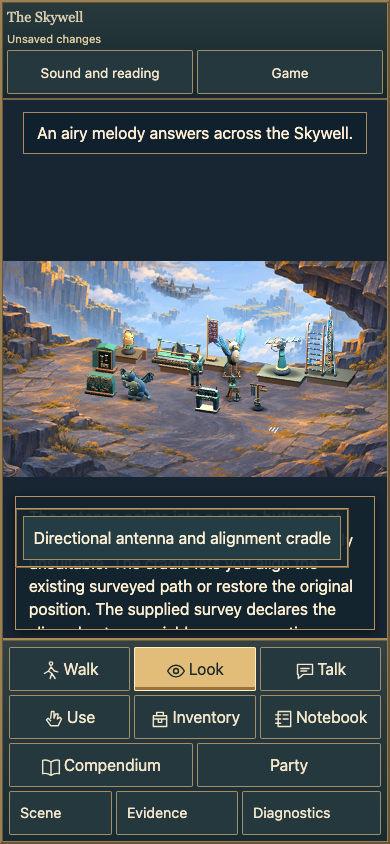 The Skywell
Unsaved changes
Sound and reading
Game
An airy melody answers across the Skywell.
Directional antenna and alignment cradle
existing surveyed path or restore the original
position. The supplied survey declares the
Walk
Look
Talk
Use
Inventory
Notebook
Compendium
Party
Scene
Evidence
Diagnostics